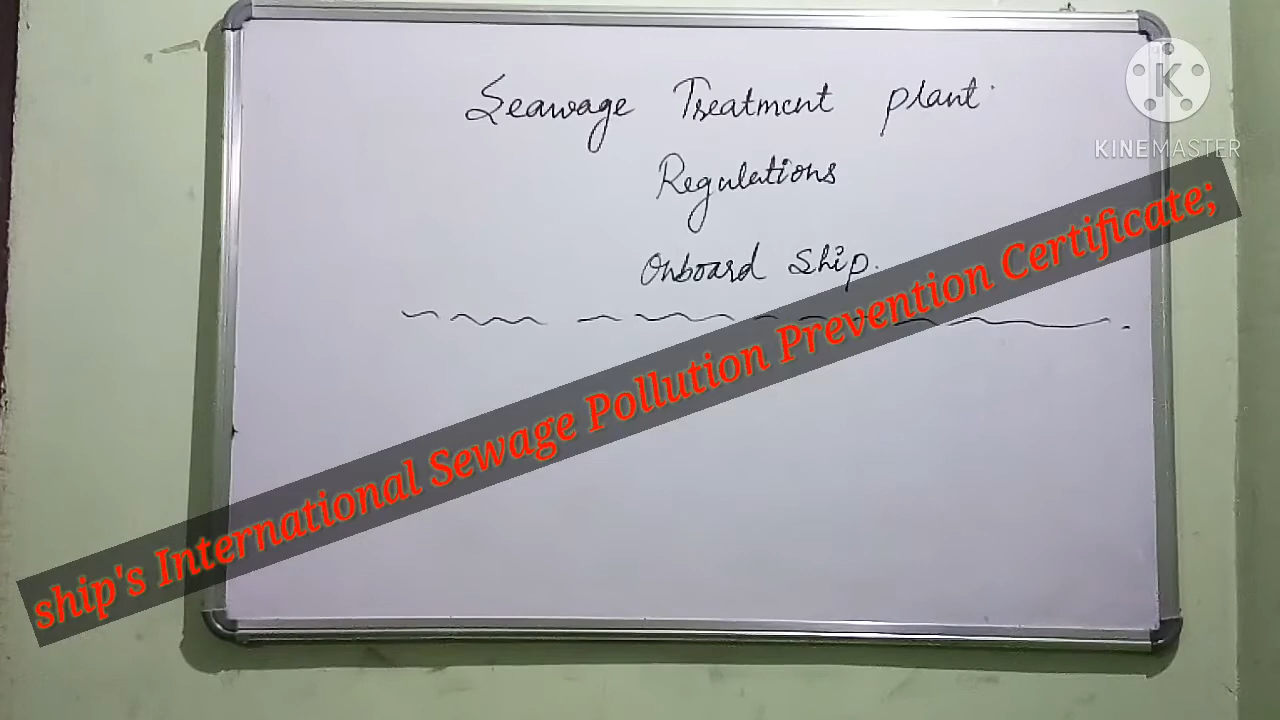 Seawage Treatment plant
Regulations
Onboard Ship.
ship's International Sewage Pollution Prevention Certificate;
K
KINEMASTER